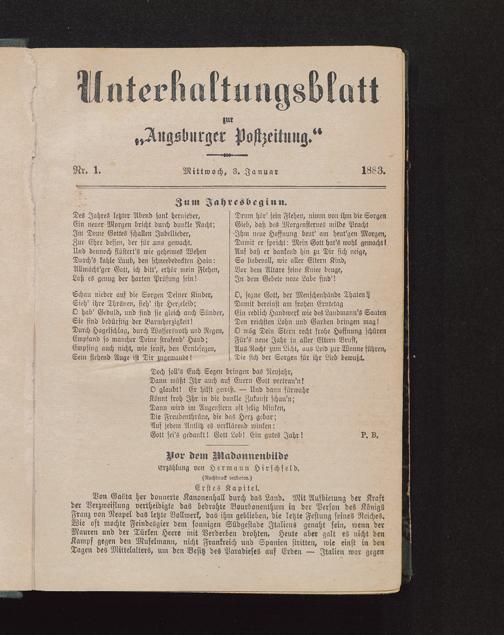 Unterhaltungsblatt
zur
„Augsburger Postzeitung.“
Nr. 1.
Mittwoch, 3. Januar
1883.
Zum Jahresbeginn.
Des Jahres letzter Abend sank hernieder,
Ein neuer Morgen bricht durch dunkle Nacht;
Im Dome Gottes schallen Jubellieder,
Zur Ehre dessen, der für uns gewacht.
Und dennoch flüstert's wie geheimes Wehen
Durch's kahle Laub, den schneebedeckten Hain:
Allmächt'ger Gott, ich bitt', erhör mein Flehen,
Laß es genug der harten Prüfung sein!
Schau nieder auf die Sorgen Deiner Kinder,
Sieh' ihre Thränen, sieh' ihr Herzeleid;
O hab' Geduld, und sind sie gleich auch Sünder,
Sie sind bedürftig der Barmherzigkeit!
Durch Hagelschlag, durch Wassersnoth und Regen,
Empfand so mancher Deine strafend' Hand;
Empfing auch nicht, wie sonst, den Erntesegen,
Sein flehend Auge ist Dir zugewandt!
Drum hör' sein Flehen, nimm von ihm die Sorgen
Gieb, daß des Morgensternes milde Pracht
Ihm neue Hoffnung beut' am heut'gen Morgen,
Damit er spricht: Mein Gott hat's wohl gemacht!
Auf daß er dankend hin zu Dir sich neige,
So liebevoll, wie aller Eltern Kind,
Vor dem Altare seine Kniee beuge,
In dem Gebete neue Labe find'!
O, segne Gott, der Menschenhände Thaten,
Damit dereinst am frohen Erntetag
Ein redlich Handwerk wie des Landmann's Saaten
Den reichsten Lohn und Garben bringen mag!
O mög Dein Stern recht frohe Hoffnung schüren
Für's neue Jahr in aller Eltern Brust,
Aus Nacht zum Licht, aus Leid zur Wonne führen,
Die sich der Sorgen für ihr Lied bewußt.
Doch soll's Euch Segen bringen das Neujahr,
Dann müßt Ihr auch auf Euern Gott vertrau'n!
O glaubt! Er hilft gewiß. — Und dann fürwahr
Könnt froh Ihr in die dunkle Zukunft schau'n;
Dann wird im Augenstern oft selig blinken,
Die Freudenthräne, die das Herz gebar;
Auf jedem Antlitz es verklärend winken:
Gott sei's gedankt! Gott Lob! Ein gutes Jahr!
P. B.
Vor dem Madonnenbilde
Erzählung von Hermann Hirschfeld.
(Nachdruck verboten.)
Erstes Kapitel.
Von Gaëta her donnerte Kanonenhall durch das Land. Mit Aufbierung der Kraft
der Verzweiflung vertheidigte das bedrohte Bourbonenthum in der Person des Königs
Franz von Neapel das letzte Bollwerk, das ihm geblieben, die letzte Festung seines Reiches.
Wie oft machte Feindesgier dem sonnigen Südgestade Italiens genaht sein, wenn der
Mauren und der Türken Heere mit Verderben drohten. Heute aber galt es nicht den
Kampf gegen den Muselmann, nicht Frankreich und Spanien stritten, wie einst in den
Tagen des Mittelalters, um den Besitz des Paradieses auf Erden — Italien war gegen